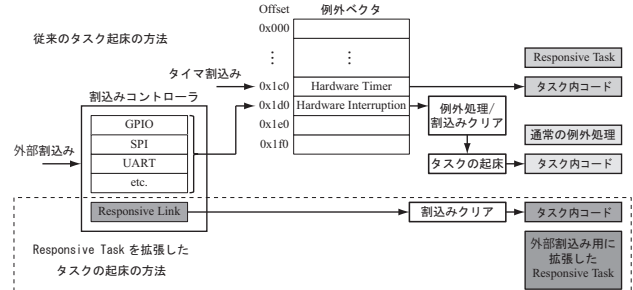 Offset 例外ベクタ
従来のタスク起床の方法
0x000
⋮ ⋮
Responsive Task
タイマ割込み
0x1c0 Hardware Timer
タスク内コード
割込みコントローラ
0x1d0 Hardware Interruption
例外処理/
割込みクリア
GPIO
0x1e0
通常の例外処理
SPI
0x1f0
外部割込み
UART
タスクの起床
タスク内コード
etc.
Responsive Link
割込みクリア
タスク内コード
Responsive Task を拡張した
タスクの起床の方法
外部割込み用に
拡張した
Responsive Task